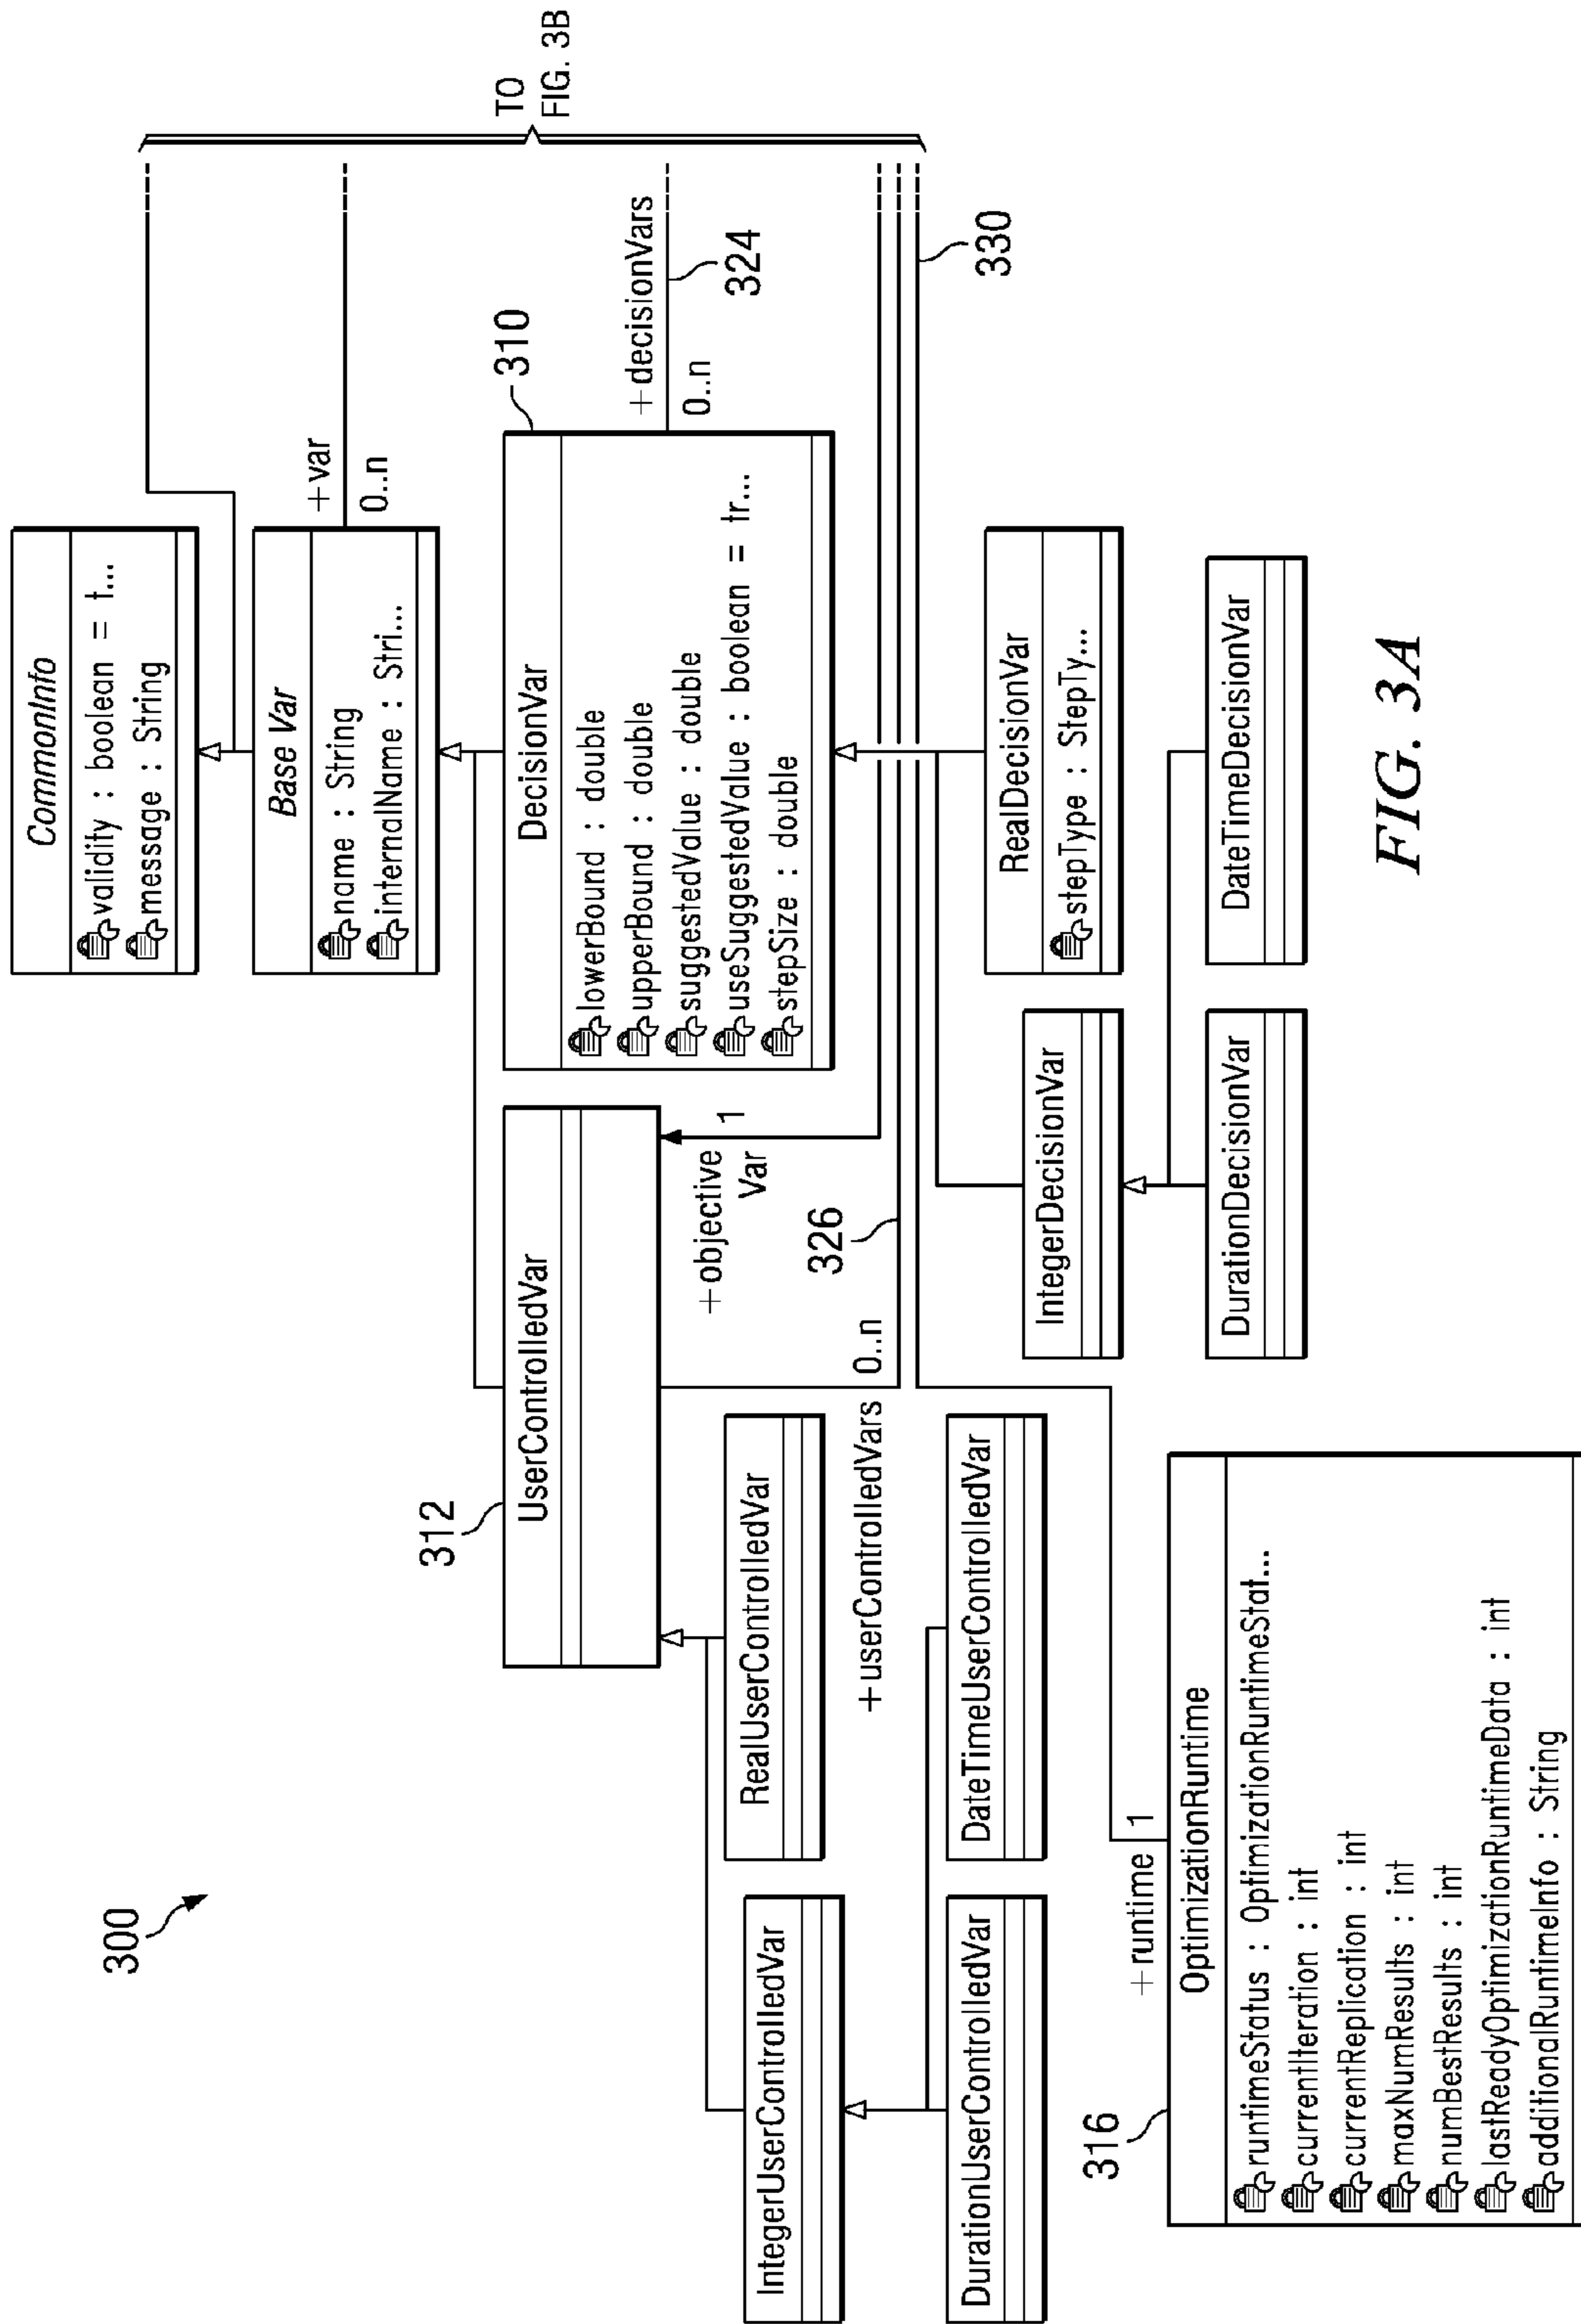 300
CommonInfo
validity : boolean = t...
message : String
Base Var
name : String
internalName : Stri...
+var
0..n
TO
FIG. 3B
312
UserControlledVar
DecisionVar
lowerBound : double
upperBound : double
suggestedValue : double
useSuggestedValue : boolean = tr...
stepSize : double
310
+decisionVars
0..n
324
+objective
Var
1
326
330
RealUserControlledVar
IntegerUserControlledVar
+userControlledVars
0..n
DurationUserControlledVar
DateTimeUserControlledVar
IntegerDecisionVar
RealDecisionVar
stepType : StepTy...
DurationDecisionVar
DateTimeDecisionVar
316
+runtime
1
OptimizationRuntime
runtimeStatus : OptimizationRuntimeStat...
currentIteration : int
currentReplication : int
maxNumResults : int
numBestResults : int
lastReadyOptimizationRuntimeData : int
additionalRuntimeInfo : String
FIG. 3A